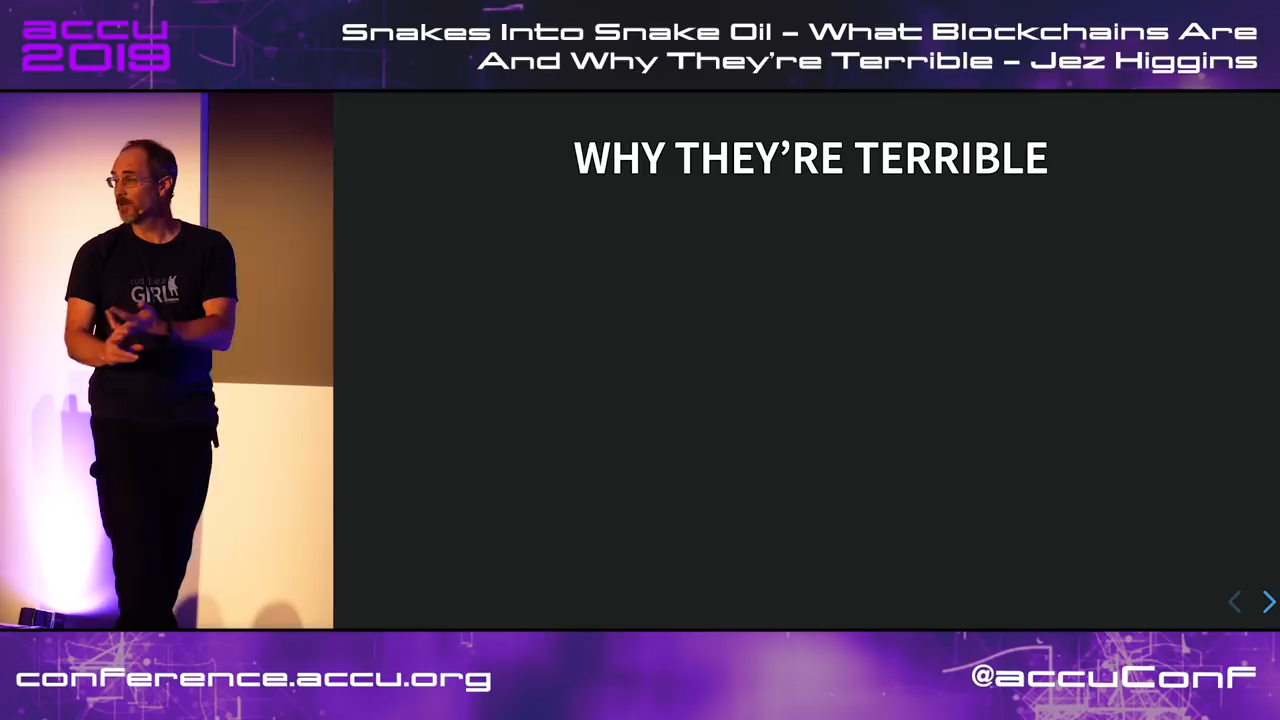 accu
2019
Snakes Into Snake Oil – What Blockchains Are
And Why They're Terrible – Jez Higgins
WHY THEY’RE TERRIBLE
GIRL
conference.accu.org
@accuConf